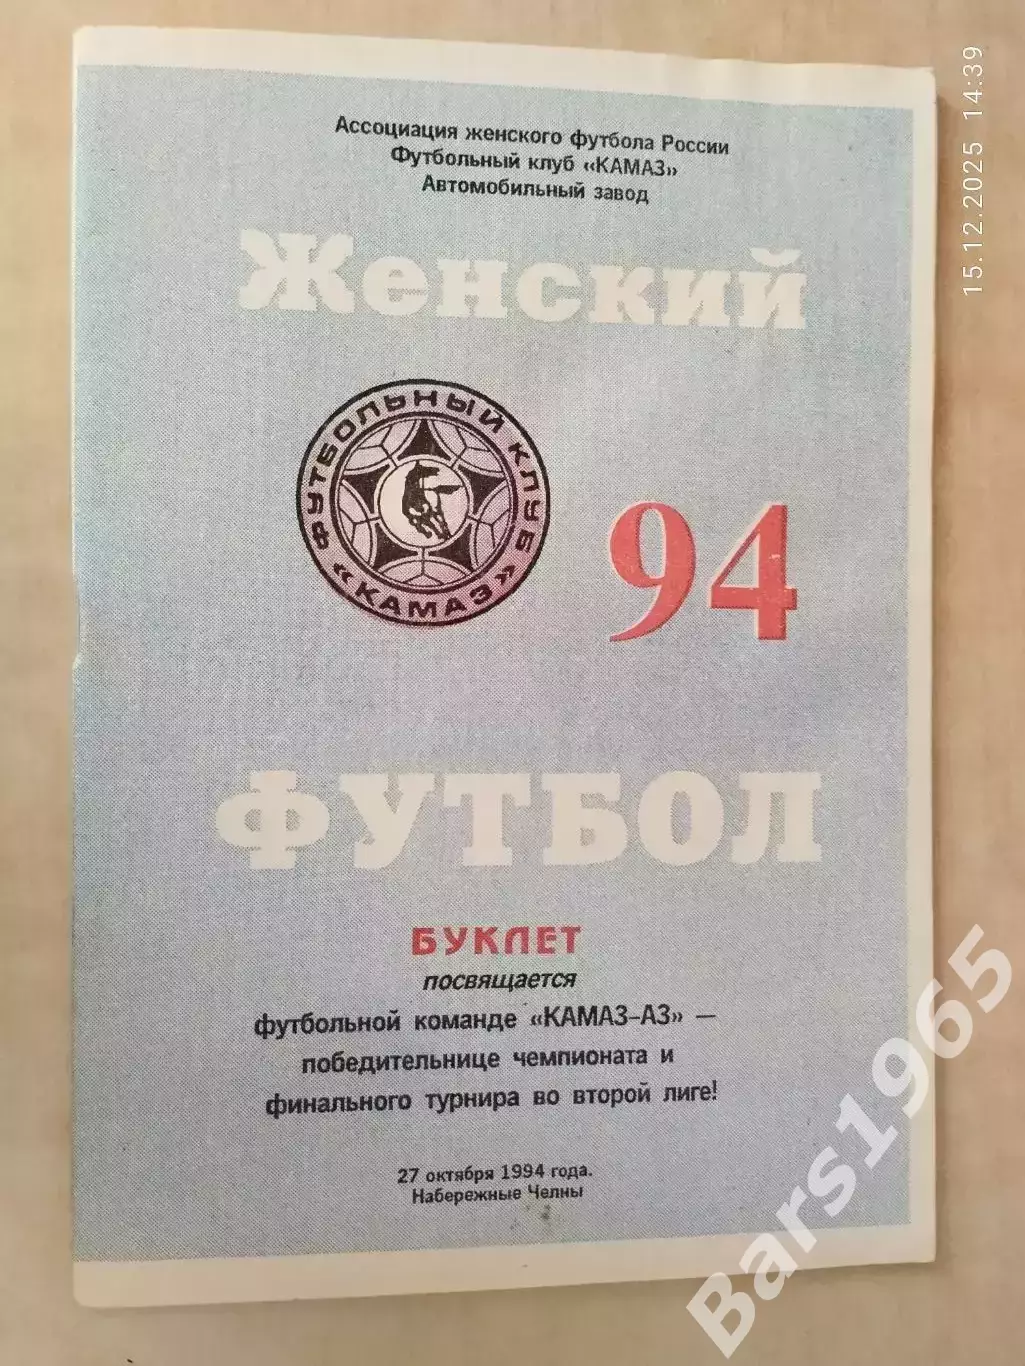 Ассоциация женского футбола России
Футбольный клуб «КАМАЗ»
Автомобильный завод
Женский
ФУТБОЛЬНЫЙ КЛУБ
«КАМАЗ»
94
ФУТБОЛ
БУКЛЕТ
посвящается
футбольной команде «КАМАЗ-АЗ» —
победительнице чемпионата и
финального турнира во второй лиге!
27 октября 1994 года.
Набережные Челны
15.12.2025 14:39
Bars1965